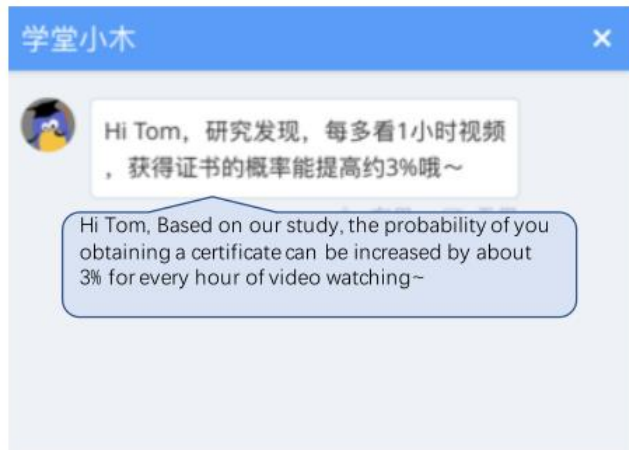 学堂小木
×
Hi Tom，研究发现，每多看1小时视频
，获得证书的概率能提高约3%哦～
Hi Tom, Based on our study, the probability of you
obtaining a certificate can be increased by about
3% for every hour of video watching~